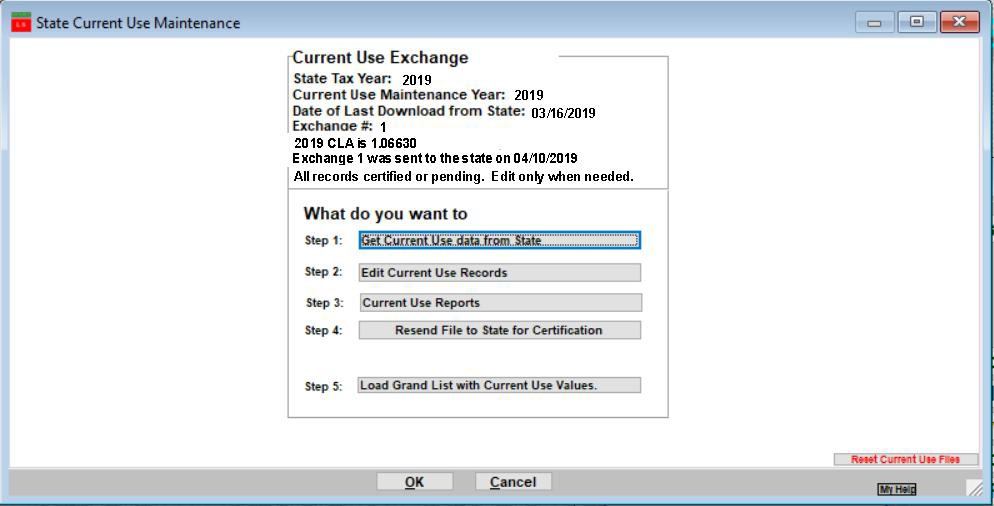 State Current Use Maintenance
Current Use Exchange
State Tax Year: 2019
Current Use Maintenance Year: 2019
Date of Last Download from State: 03/16/2019
Exchange #: 1
2019 CLA is 1.06630
Exchange 1 was sent to the state on 04/10/2019
All records certified or pending. Edit only when needed.
What do you want to
Step 1: Get Current Use data from State
Step 2: Edit Current Use Records
Step 3: Current Use Reports
Step 4: Resend File to State for Certification
Step 5: Load Grand List with Current Use Values.
Reset Current Use Files
OK Cancel
My Help